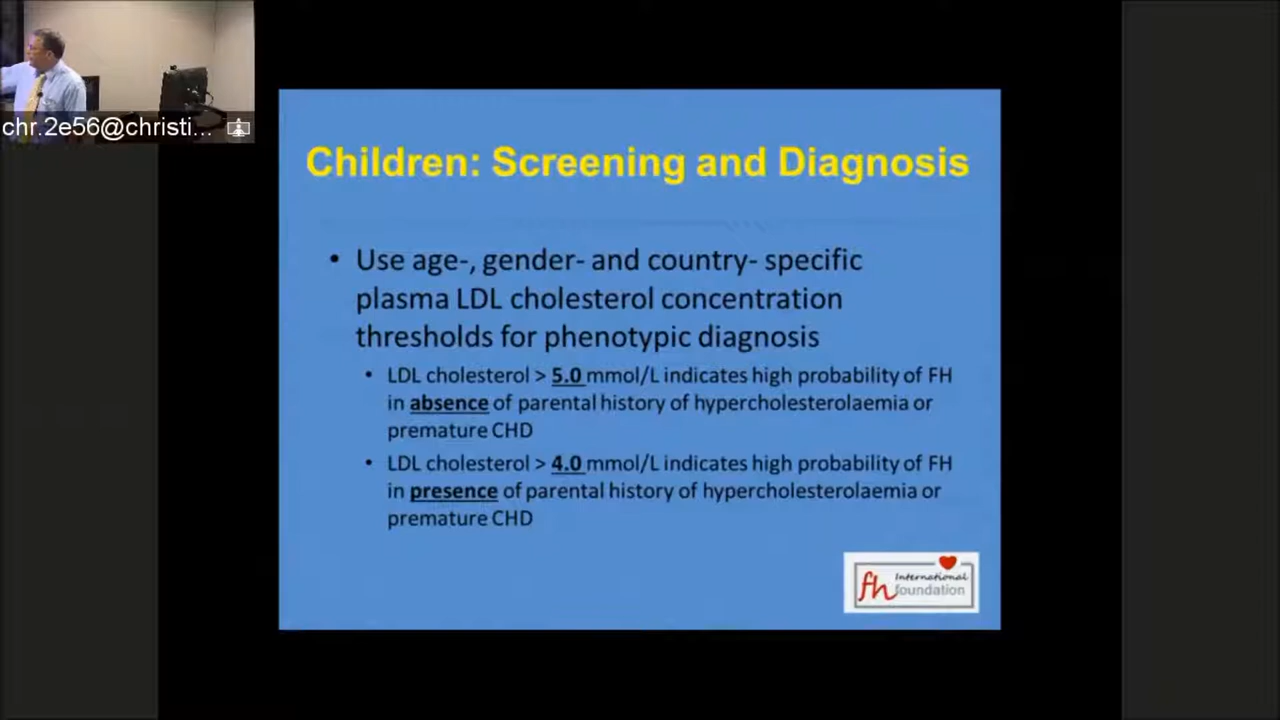 chr.2e56@christi...
Children: Screening and Diagnosis
• Use age-, gender- and country- specific
plasma LDL cholesterol concentration
thresholds for phenotypic diagnosis
• LDL cholesterol > 5.0 mmol/L indicates high probability of FH
in absence of parental history of hypercholesterolaemia or
premature CHD
• LDL cholesterol > 4.0 mmol/L indicates high probability of FH
in presence of parental history of hypercholesterolaemia or
premature CHD
fh International
foundation